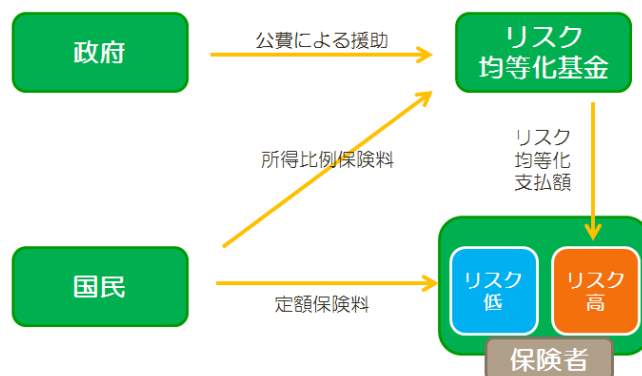 政府
公費による援助
リスク
均等化基金
所得比例保険料
リスク
均等化
支払額
国民
定額保険料
リスク
低
リスク
高
保険者